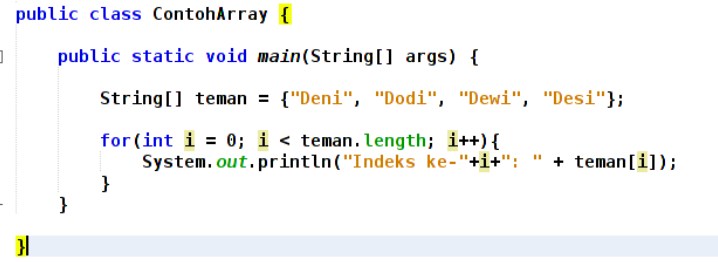 public class ContohArray {
public static void main(String[] args) {
String[] teman = {"Deni", "Dodi", "Dewi", "Desi"};
for(int i = 0; i < teman.length; i++){
System.out.println("Indeks ke-"+i+": " + teman[i]);
}
}
}